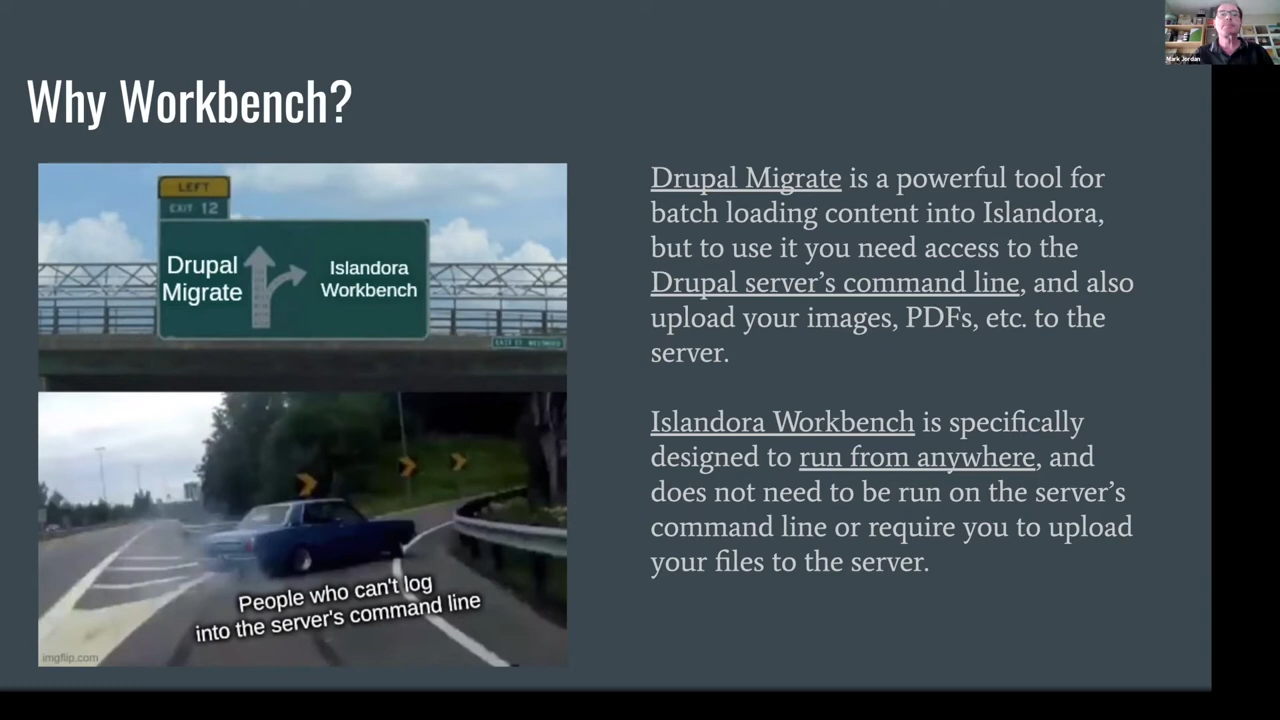 Mark Jordan
Why Workbench?
LEFT
EXIT 12
Drupal
Migrate
Islandora
Workbench
People who can't log
into the server's command line
imgflip.com
Drupal Migrate is a powerful tool for
batch loading content into Islandora,
but to use it you need access to the
Drupal server’s command line, and also
upload your images, PDFs, etc. to the
server.
Islandora Workbench is specifically
designed to run from anywhere, and
does not need to be run on the server’s
command line or require you to upload
your files to the server.